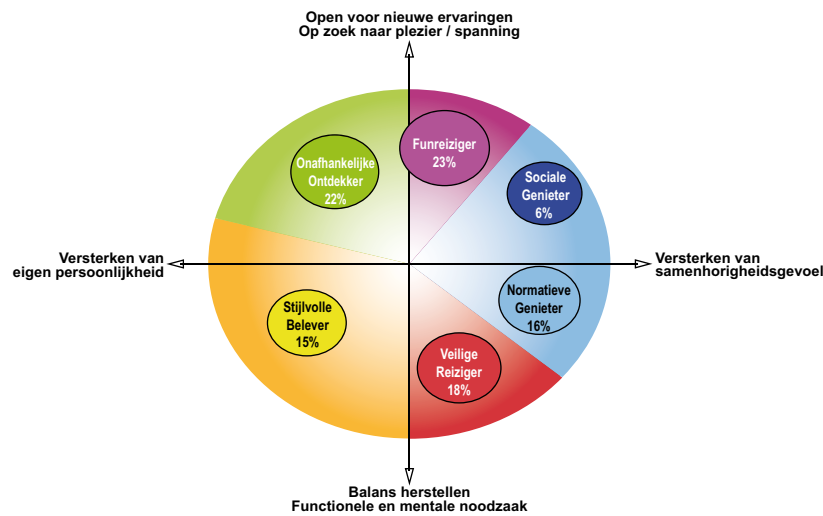 Open voor nieuwe ervaringen
Op zoek naar plezier / spanning
Funreiziger
23%
Onafhankelijke
Ontdekker
22%
Sociale
Genieter
6%
Versterken van
eigen persoonlijkheid
Versterken van
samenhorigheidsgevoel
Normatieve
Genieter
16%
Stijlvolle
Belever
15%
Veilige
Reiziger
18%
Balans herstellen
Functionele en mentale noodzaak